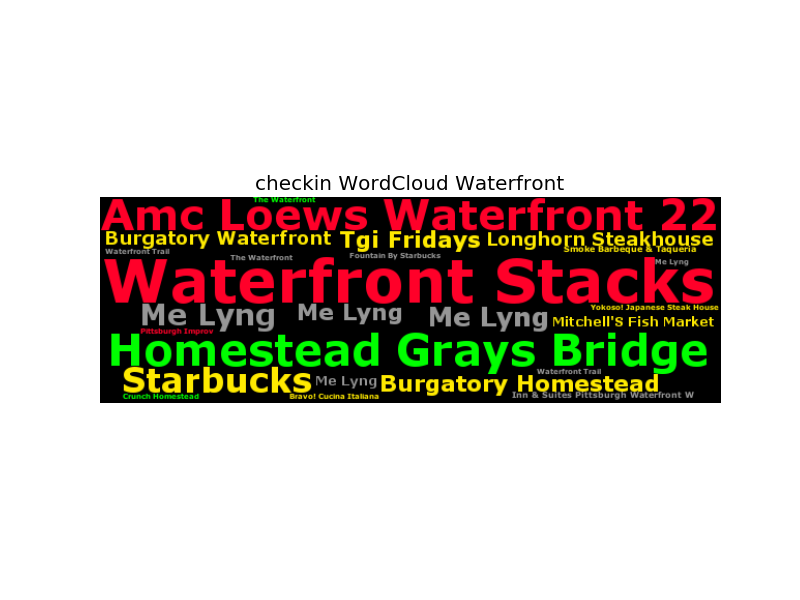 checkin WordCloud Waterfront
The Waterfront
Amc Loews Waterfront 22
Burgatory Waterfront Tgi Fridays Longhorn Steakhouse
Smoke Barbeque & Taqueria
Waterfront Trail
The Waterfront
Fountain By Starbucks
Me Lyng
Waterfront Stacks
Me Lyng Me Lyng Me Lyng
Yokoso! Japanese Steak House
Mitchell'S Fish Market
Pittsburgh Improv
Homestead Grays Bridge
Waterfront Trail
Starbucks Me Lyng Burgatory Homestead
Crunch Homestead
Bravo! Cucina Italiana
Inn & Suites Pittsburgh Waterfront W